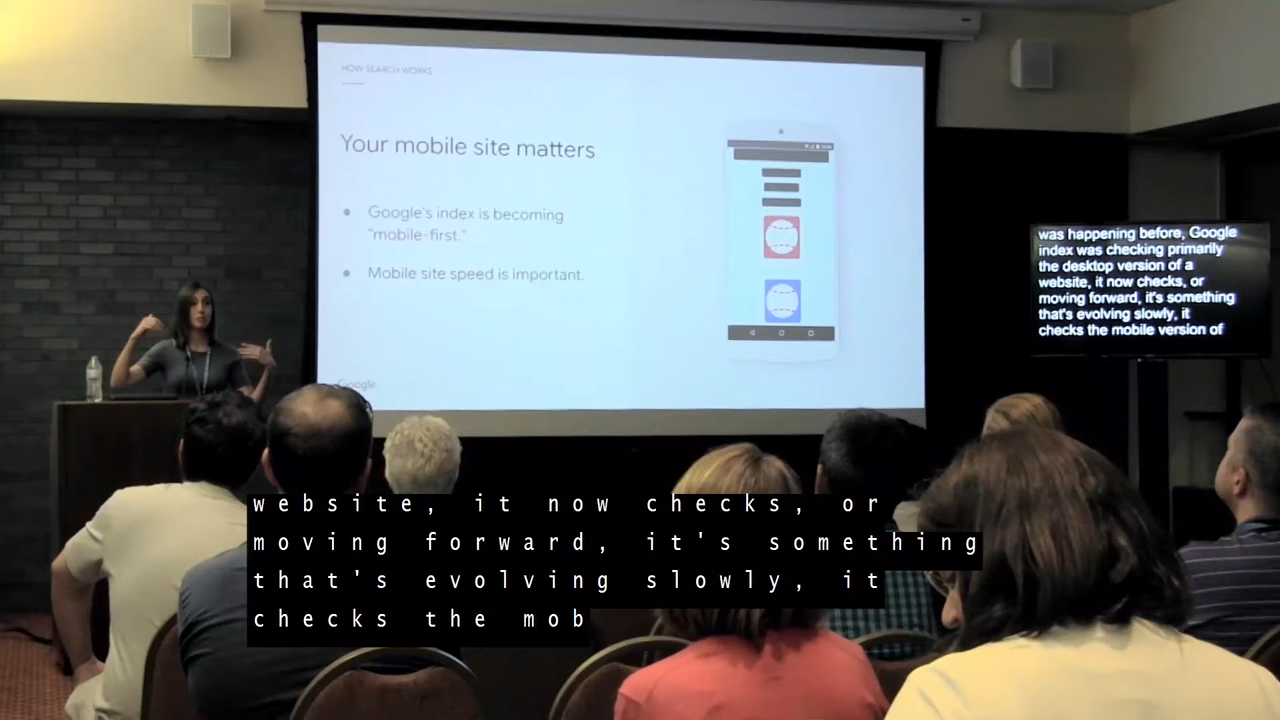 HOW SEARCH WORKS
Your mobile site matters
• Google's index is becoming
"mobile-first."
• Mobile site speed is important.
Google
was happening before, Google
index was checking primarily
the desktop version of a
website, it now checks, or
moving forward, it's something
that's evolving slowly, it
checks the mobile version of
website, it now checks, or
moving forward, it's something
that's evolving slowly, it
checks the mob